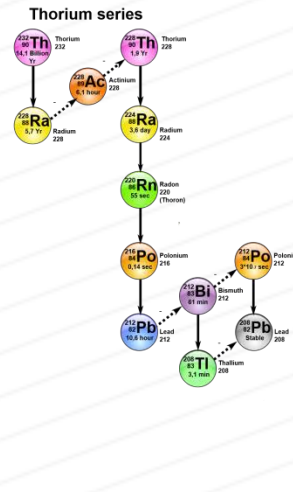 Thorium series
232 90 Th
14,1 Billion Yr
Thorium 232
228 90 Th
1,9 Yr
Thorium 228
228 89 Ac
6,1 hour
Actinium 228
228 88 Ra
5,7 Yr
Radium 228
228 88 Ra
3,6 day
Radium 224
220 86 Rn
55 sec
Radon 220 (Thoron)
216 84 Po
0,14 sec
Polonium 216
212 84 Po
Poloni 212
212 83 Bi
61 min
Bismuth 212
212 82 Pb
10,6 hour
Lead 212
208 82 Pb
Stable
Lead 208
208 83 Tl
3,1 min
Thallium 208